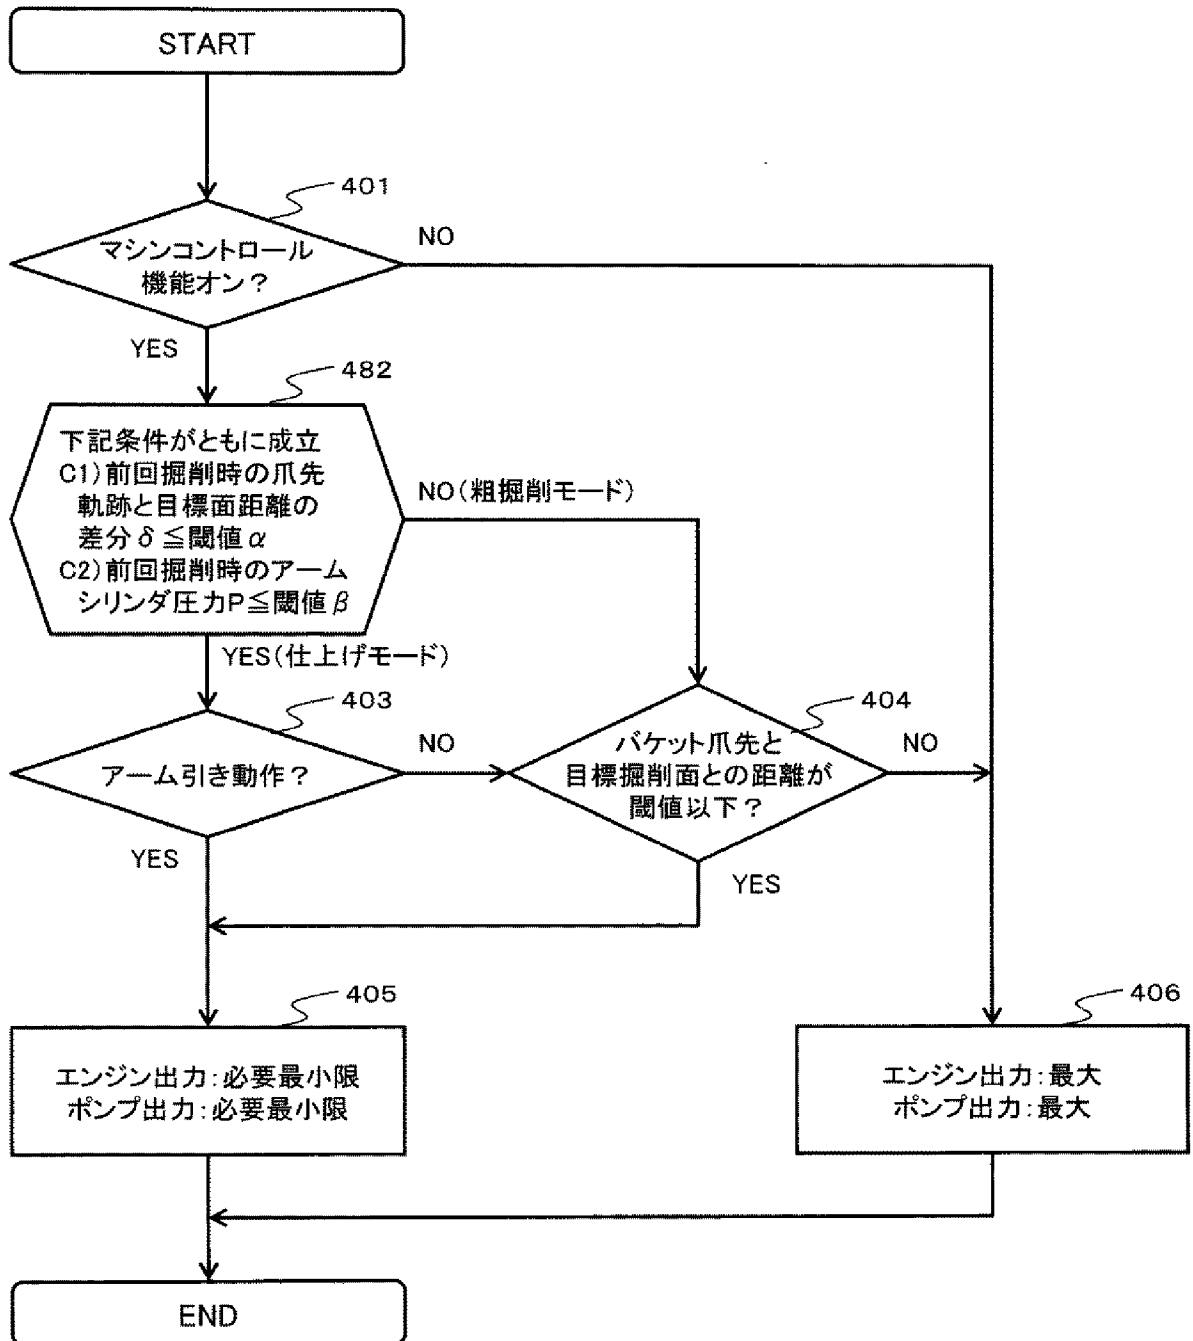 START
401
マシンコントロール
機能オン？
NO
YES
482
下記条件がともに成立
C1)前回掘削時の爪先
軌跡と目標面距離の
差分δ≦閾値α
C2)前回掘削時のアーム
シリンダ圧力P≦閾値β
NO(粗掘削モード)
YES(仕上げモード)
403
アーム引き動作？
NO
YES
404
バケット爪先と
目標掘削面との距離が
閾値以下？
NO
YES
405
エンジン出力:必要最小限
ポンプ出力:必要最小限
406
エンジン出力:最大
ポンプ出力:最大
END